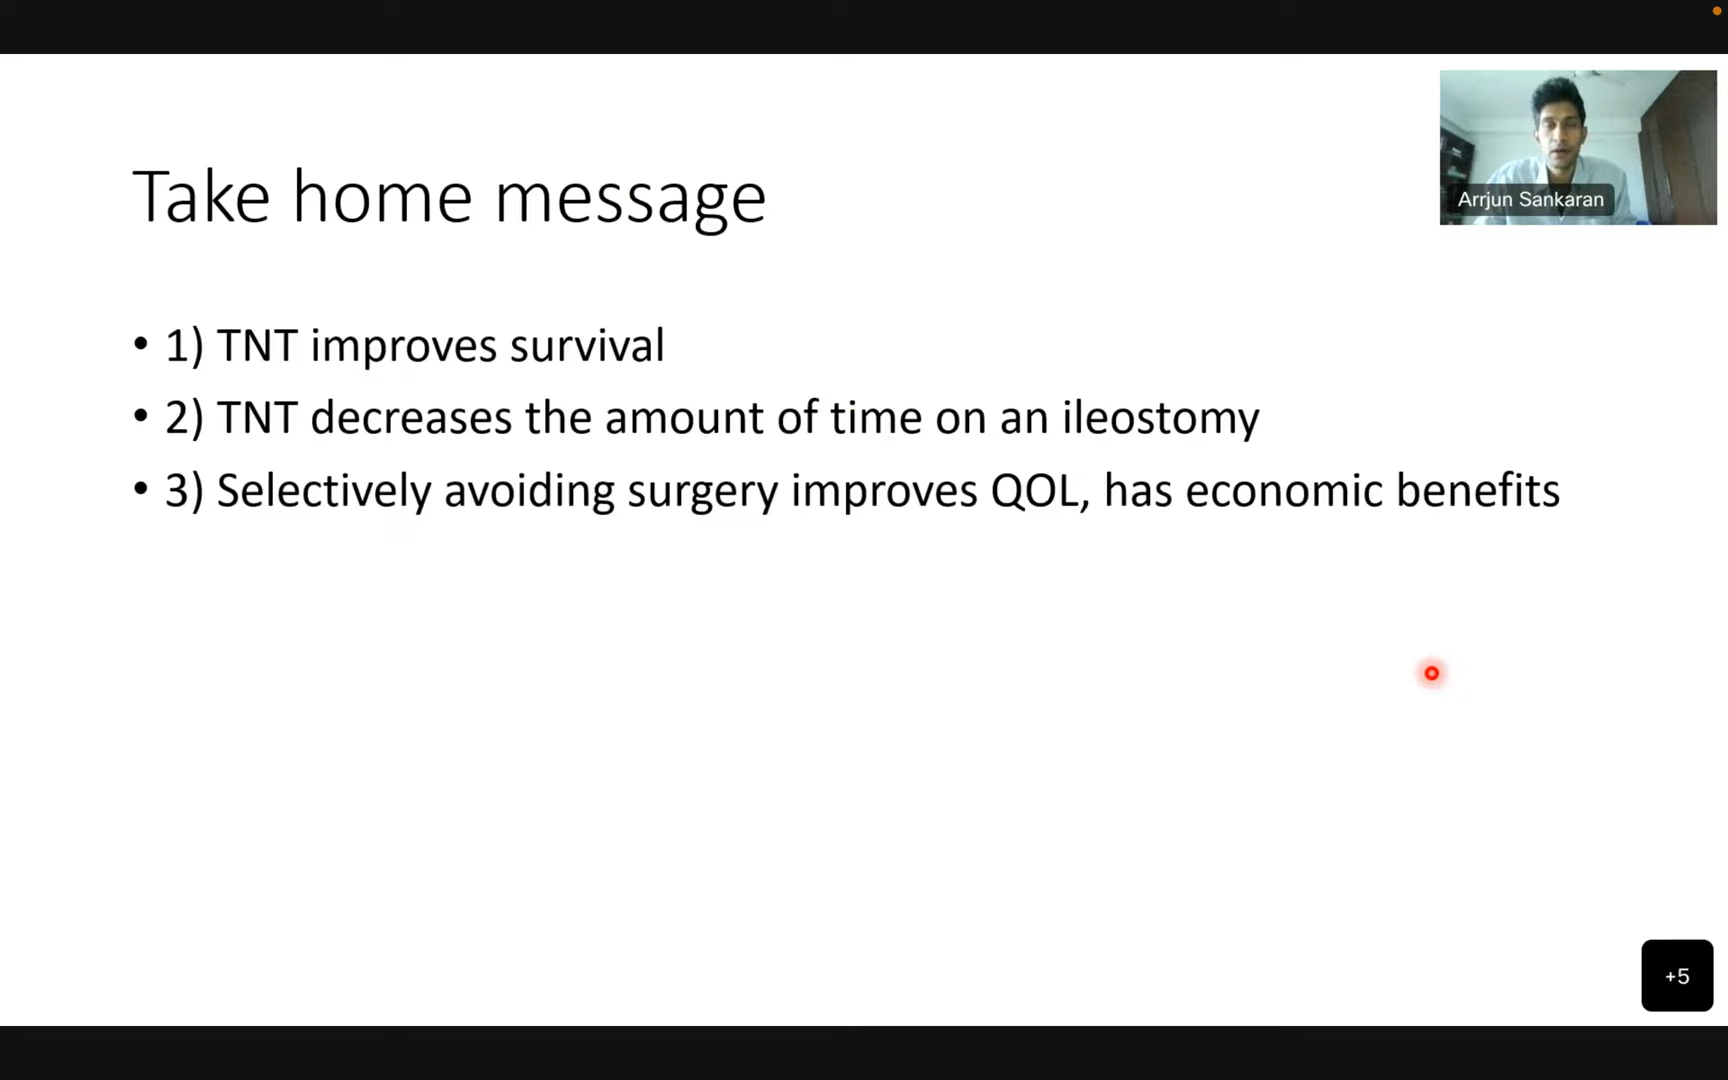 Take home message
Arrjun Sankaran
• 1) TNT improves survival
• 2) TNT decreases the amount of time on an ileostomy
• 3) Selectively avoiding surgery improves QOL, has economic benefits
+5